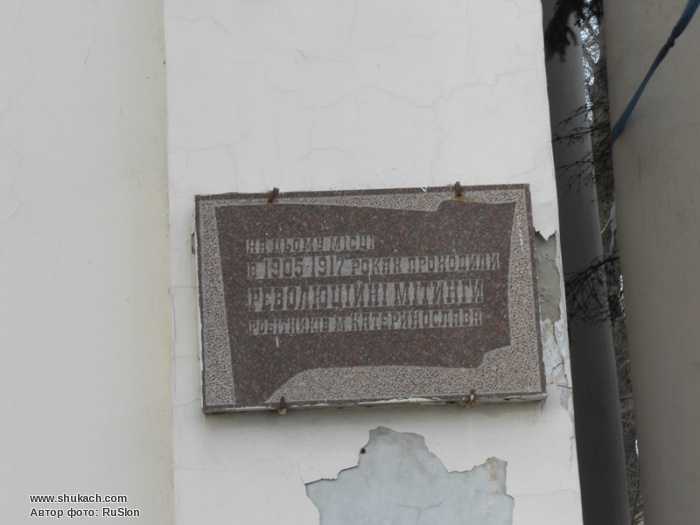 НА ЦЬОМУ МІСЦІ
В 1905-1917 РОКАХ ПРОХОДИЛИ
РЕВОЛЮЦІЙНІ МІТИНГИ
РОБІТНИКІВ М. КАТЕРИНОСЛАВА
www.shukach.com
Автор фото: RuSlon